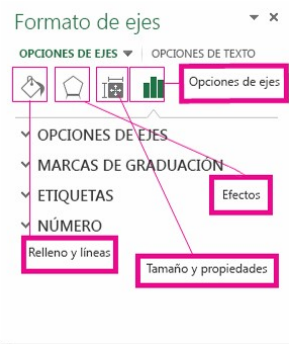 Formato de ejes
OPCIONES DE EJES
OPCIONES DE TEXTO
Opciones de ejes
OPCIONES DE EJES
MARCAS DE GRADUACIÓN
ETIQUETAS
Efectos
NÚMERO
Relleno y líneas
Tamaño y propiedades